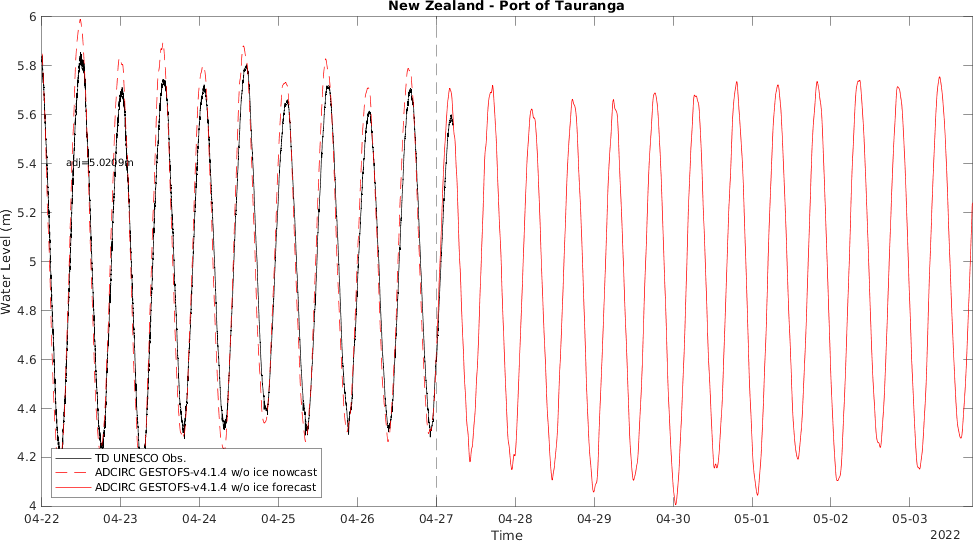 New Zealand - Port of Tauranga
6
5.8
5.6
5.4
5.2
5
4.8
4.6
4.4
4.2
4
Water Level (m)
adj=5.0209m
TD UNESCO Obs.
ADCIRC GESTOFS-v4.1.4 w/o ice nowcast
ADCIRC GESTOFS-v4.1.4 w/o ice forecast
04-22 04-23 04-24 04-25 04-26 04-27 04-28 04-29 04-30 05-01 05-02 05-03
Time
2022